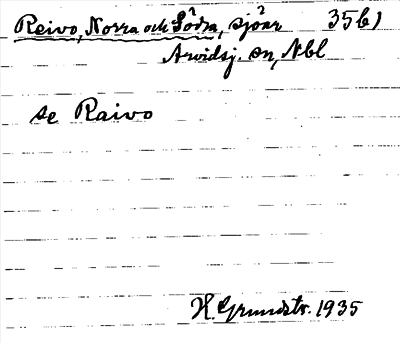 Reivo, Norra och Södra, sjöar 35b)
Arvidsj. sn, Nbl
se Raivo
H. Grundstr. 1935